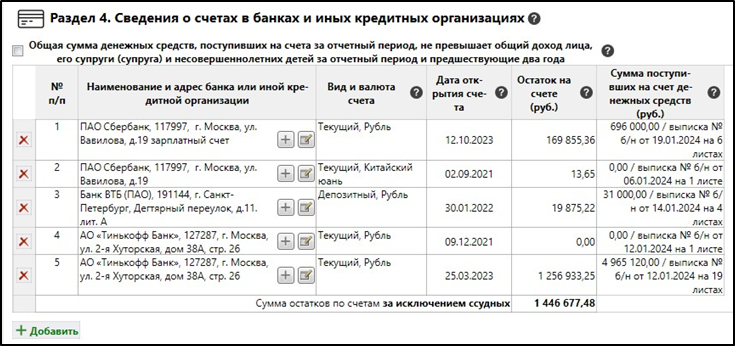 Раздел 4. Сведения о счетах в банках и иных кредитных организациях ?
Общая сумма денежных средств, поступивших на счета за отчетный период, не превышает общий доход лица,
его супруги (супруга) и несовершеннолетних детей за отчетный период и предшествующие два года ?
№ п/п
Наименование и адрес банка или иной кре-
дитной организации
Вид и валюта
счета ?
Дата отк-
рытия сче-
та ?
Остаток на
счете
(руб.) ?
Сумма поступи-
вших на счет де-
нежных средств
(руб.) ?
1
ПАО Сбербанк, 117997, г. Москва, ул.
Вавилова, д.19 зарплатный счет
Текущий, Рубль
12.10.2023
169 855,36
696 000,00 / выписка №
б/н от 19.01.2024 на 6
листах
2
ПАО Сбербанк, 117997, г. Москва, ул.
Вавилова, д.19
Текущий, Китайский
юань
02.09.2021
13,65
0,00 / выписка № б/н от
06.01.2024 на 1 листе
3
Банк ВТБ (ПАО), 191144, г. Санкт-
Петербург, Дегтярный переулок, д.11.
лит. А
Депозитный, Рубль
30.01.2022
19 875,22
31 000,00 / выписка №
б/н от 14.01.2024 на 4
листах
4
АО «Тинькофф Банк», 127287, г. Москва,
ул. 2-я Хуторская, дом 38А, стр. 26
Текущий, Рубль
09.12.2021
0,00
0,00 / выписка № б/н от
12.01.2024 на 1 листе
5
АО «Тинькофф Банк», 127287, г. Москва,
ул. 2-я Хуторская, дом 38А, стр. 26
Текущий, Рубль
25.03.2023
1 256 933,25
4 965 120,00 / выписка №
б/н от 12.01.2024 на 19
листах
Сумма остатков по счетам за исключением ссудных
1 446 677,48
Добавить